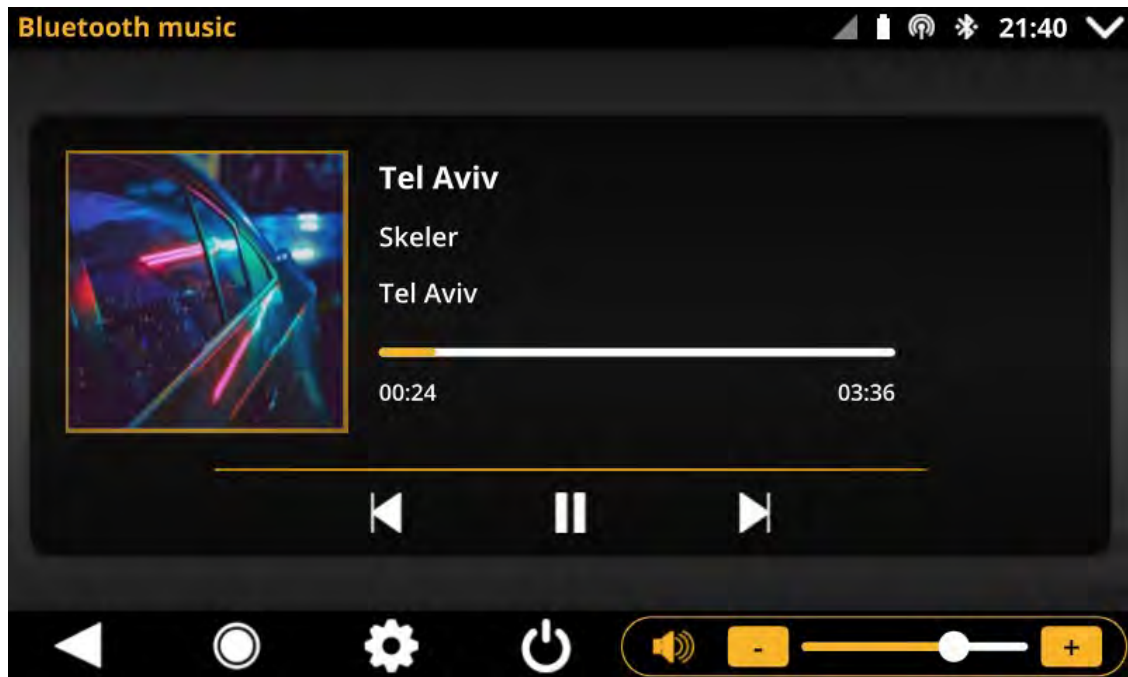 Bluetooth music
21:40
Tel Aviv
Skeler
Tel Aviv
00:24 03:36
- +